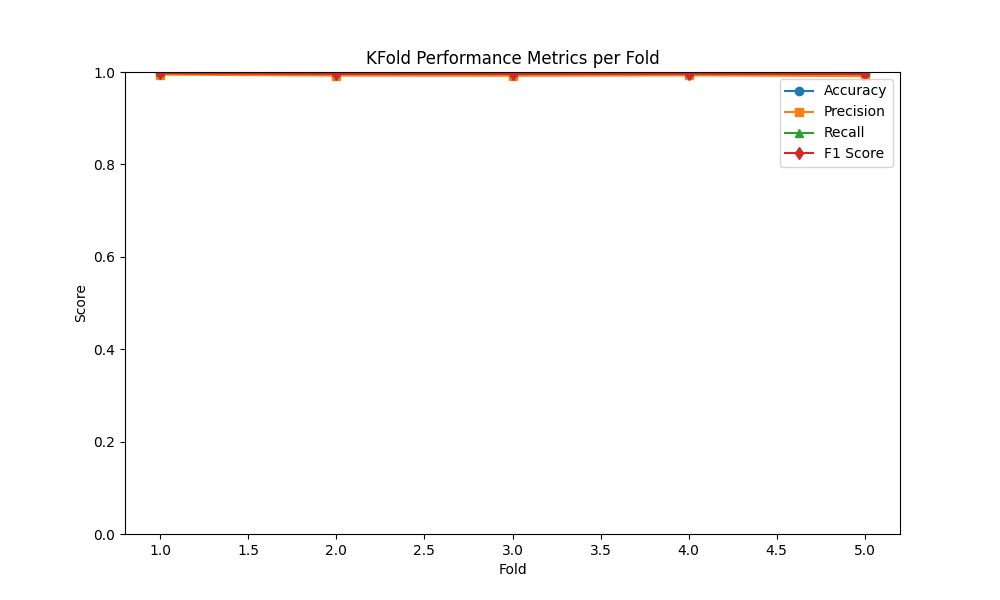 KFold Performance Metrics per Fold
1.0
0.8
0.6
0.4
0.2
0.0
Score
Accuracy
Precision
Recall
F1 Score
1.0 1.5 2.0 2.5 3.0 3.5 4.0 4.5 5.0
Fold